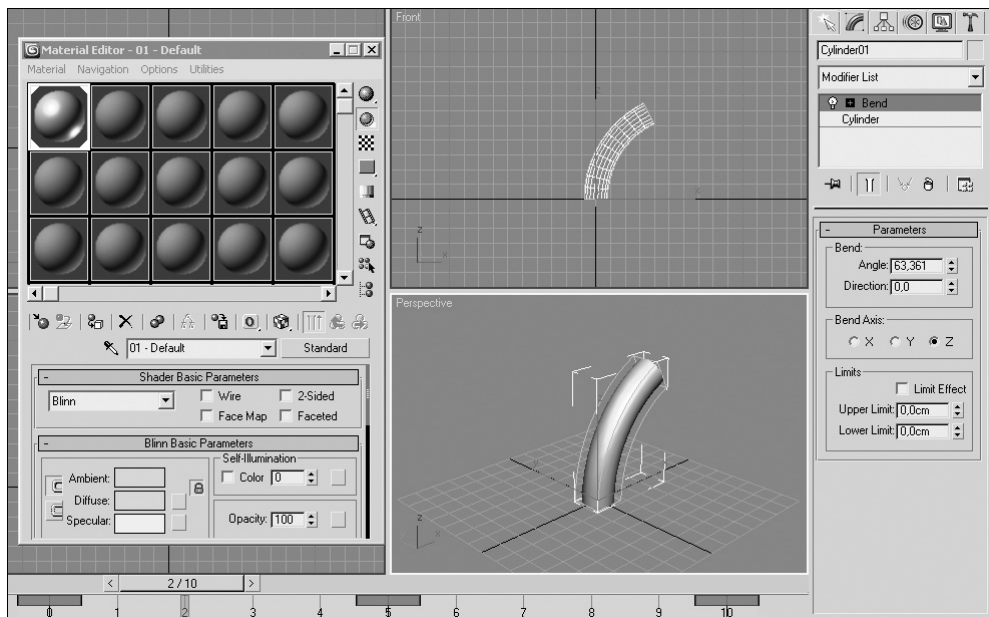 Material Editor - 01 - Default
Material Navigation Options Utilities
01 - Default
Standard
Shader Basic Parameters
Blinn
Wire
2-Sided
Face Map
Faceted
Blinn Basic Parameters
Self-Illumination
Ambient:
Color 0
Diffuse:
Specular:
Opacity: 100
Front
z
x
z
x
Perspective
z
x
Cylinder01
Modifier List
Bend
Cylinder
Parameters
Bend:
Angle: 63,361
Direction: 0,0
Bend Axis:
X Y Z
Limits
Limit Effect
Upper Limit: 0,0cm
Lower Limit: 0,0cm
< 2 / 10 >
0 1 2 3 4 5 6 7 8 9 10